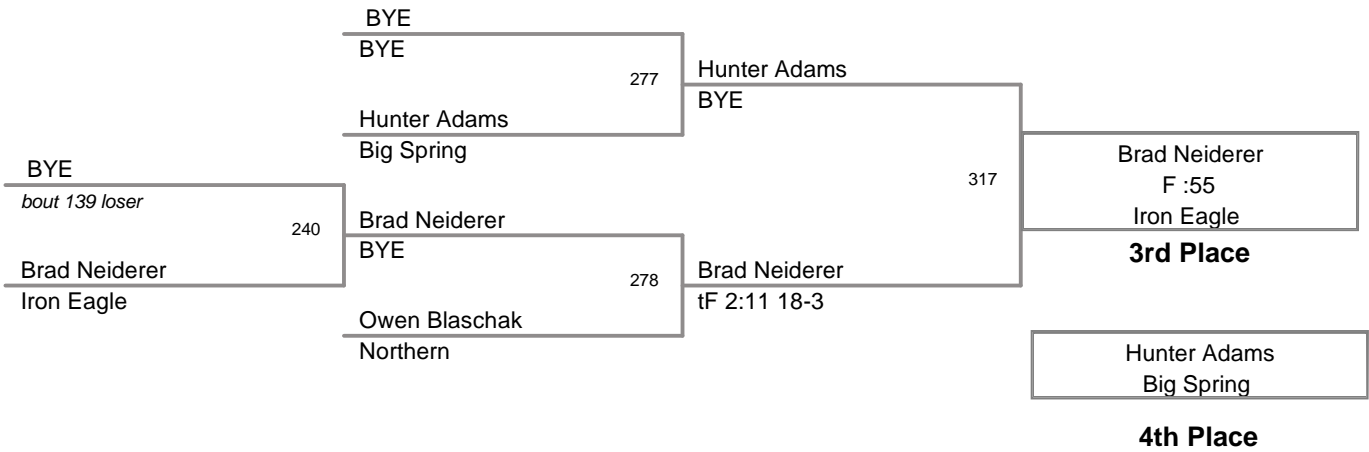 BYE
BYE
277
Hunter Adams
BYE
Hunter Adams
Big Spring
BYE
bout 139 loser
240
Brad Neiderer
Iron Eagle
Brad Neiderer
BYE
278
Brad Neiderer
tF 2:11 18-3
Owen Blaschak
Northern
317
Brad Neiderer
F :55
Iron Eagle
3rd Place
Hunter Adams
Big Spring
4th Place